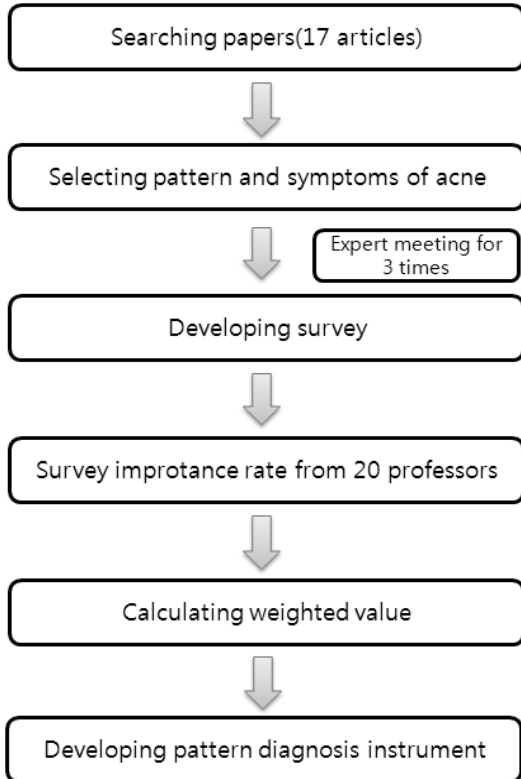 Searching papers(17 articles)
Selecting pattern and symptoms of acne
Expert meeting for
3 times
Developing survey
Survey improtance rate from 20 professors
Calculating weighted value
Developing pattern diagnosis instrument